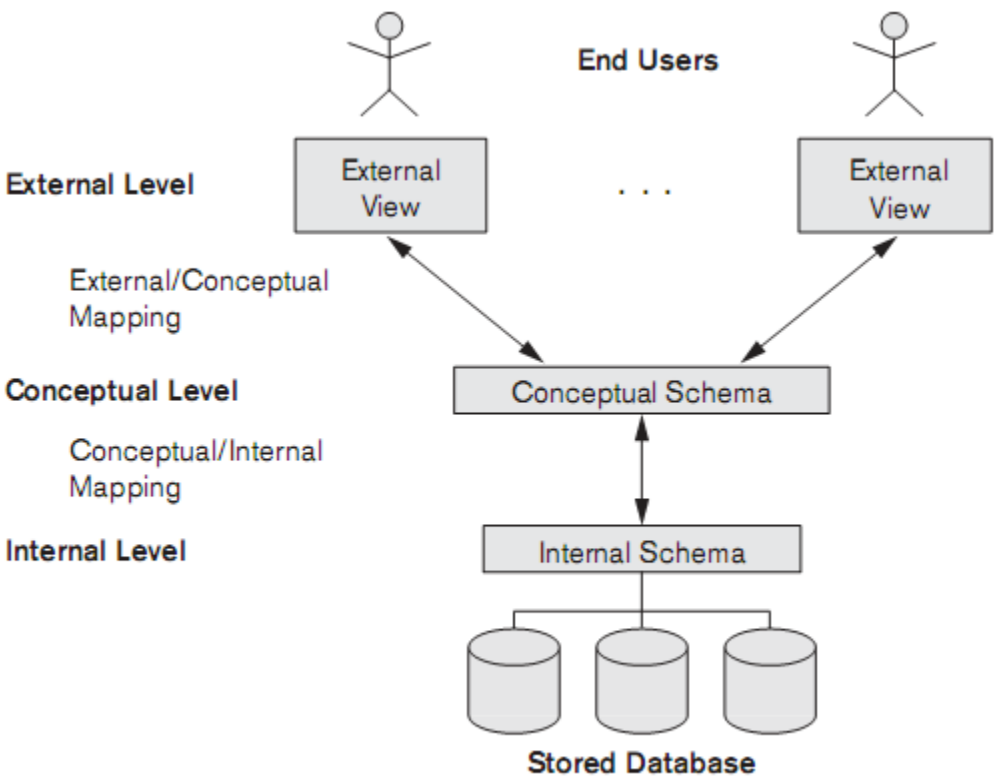 End Users
External Level
External
View
. . .
External
View
External/Conceptual
Mapping
Conceptual Level
Conceptual Schema
Conceptual/Internal
Mapping
Internal Level
Internal Schema
Stored Database